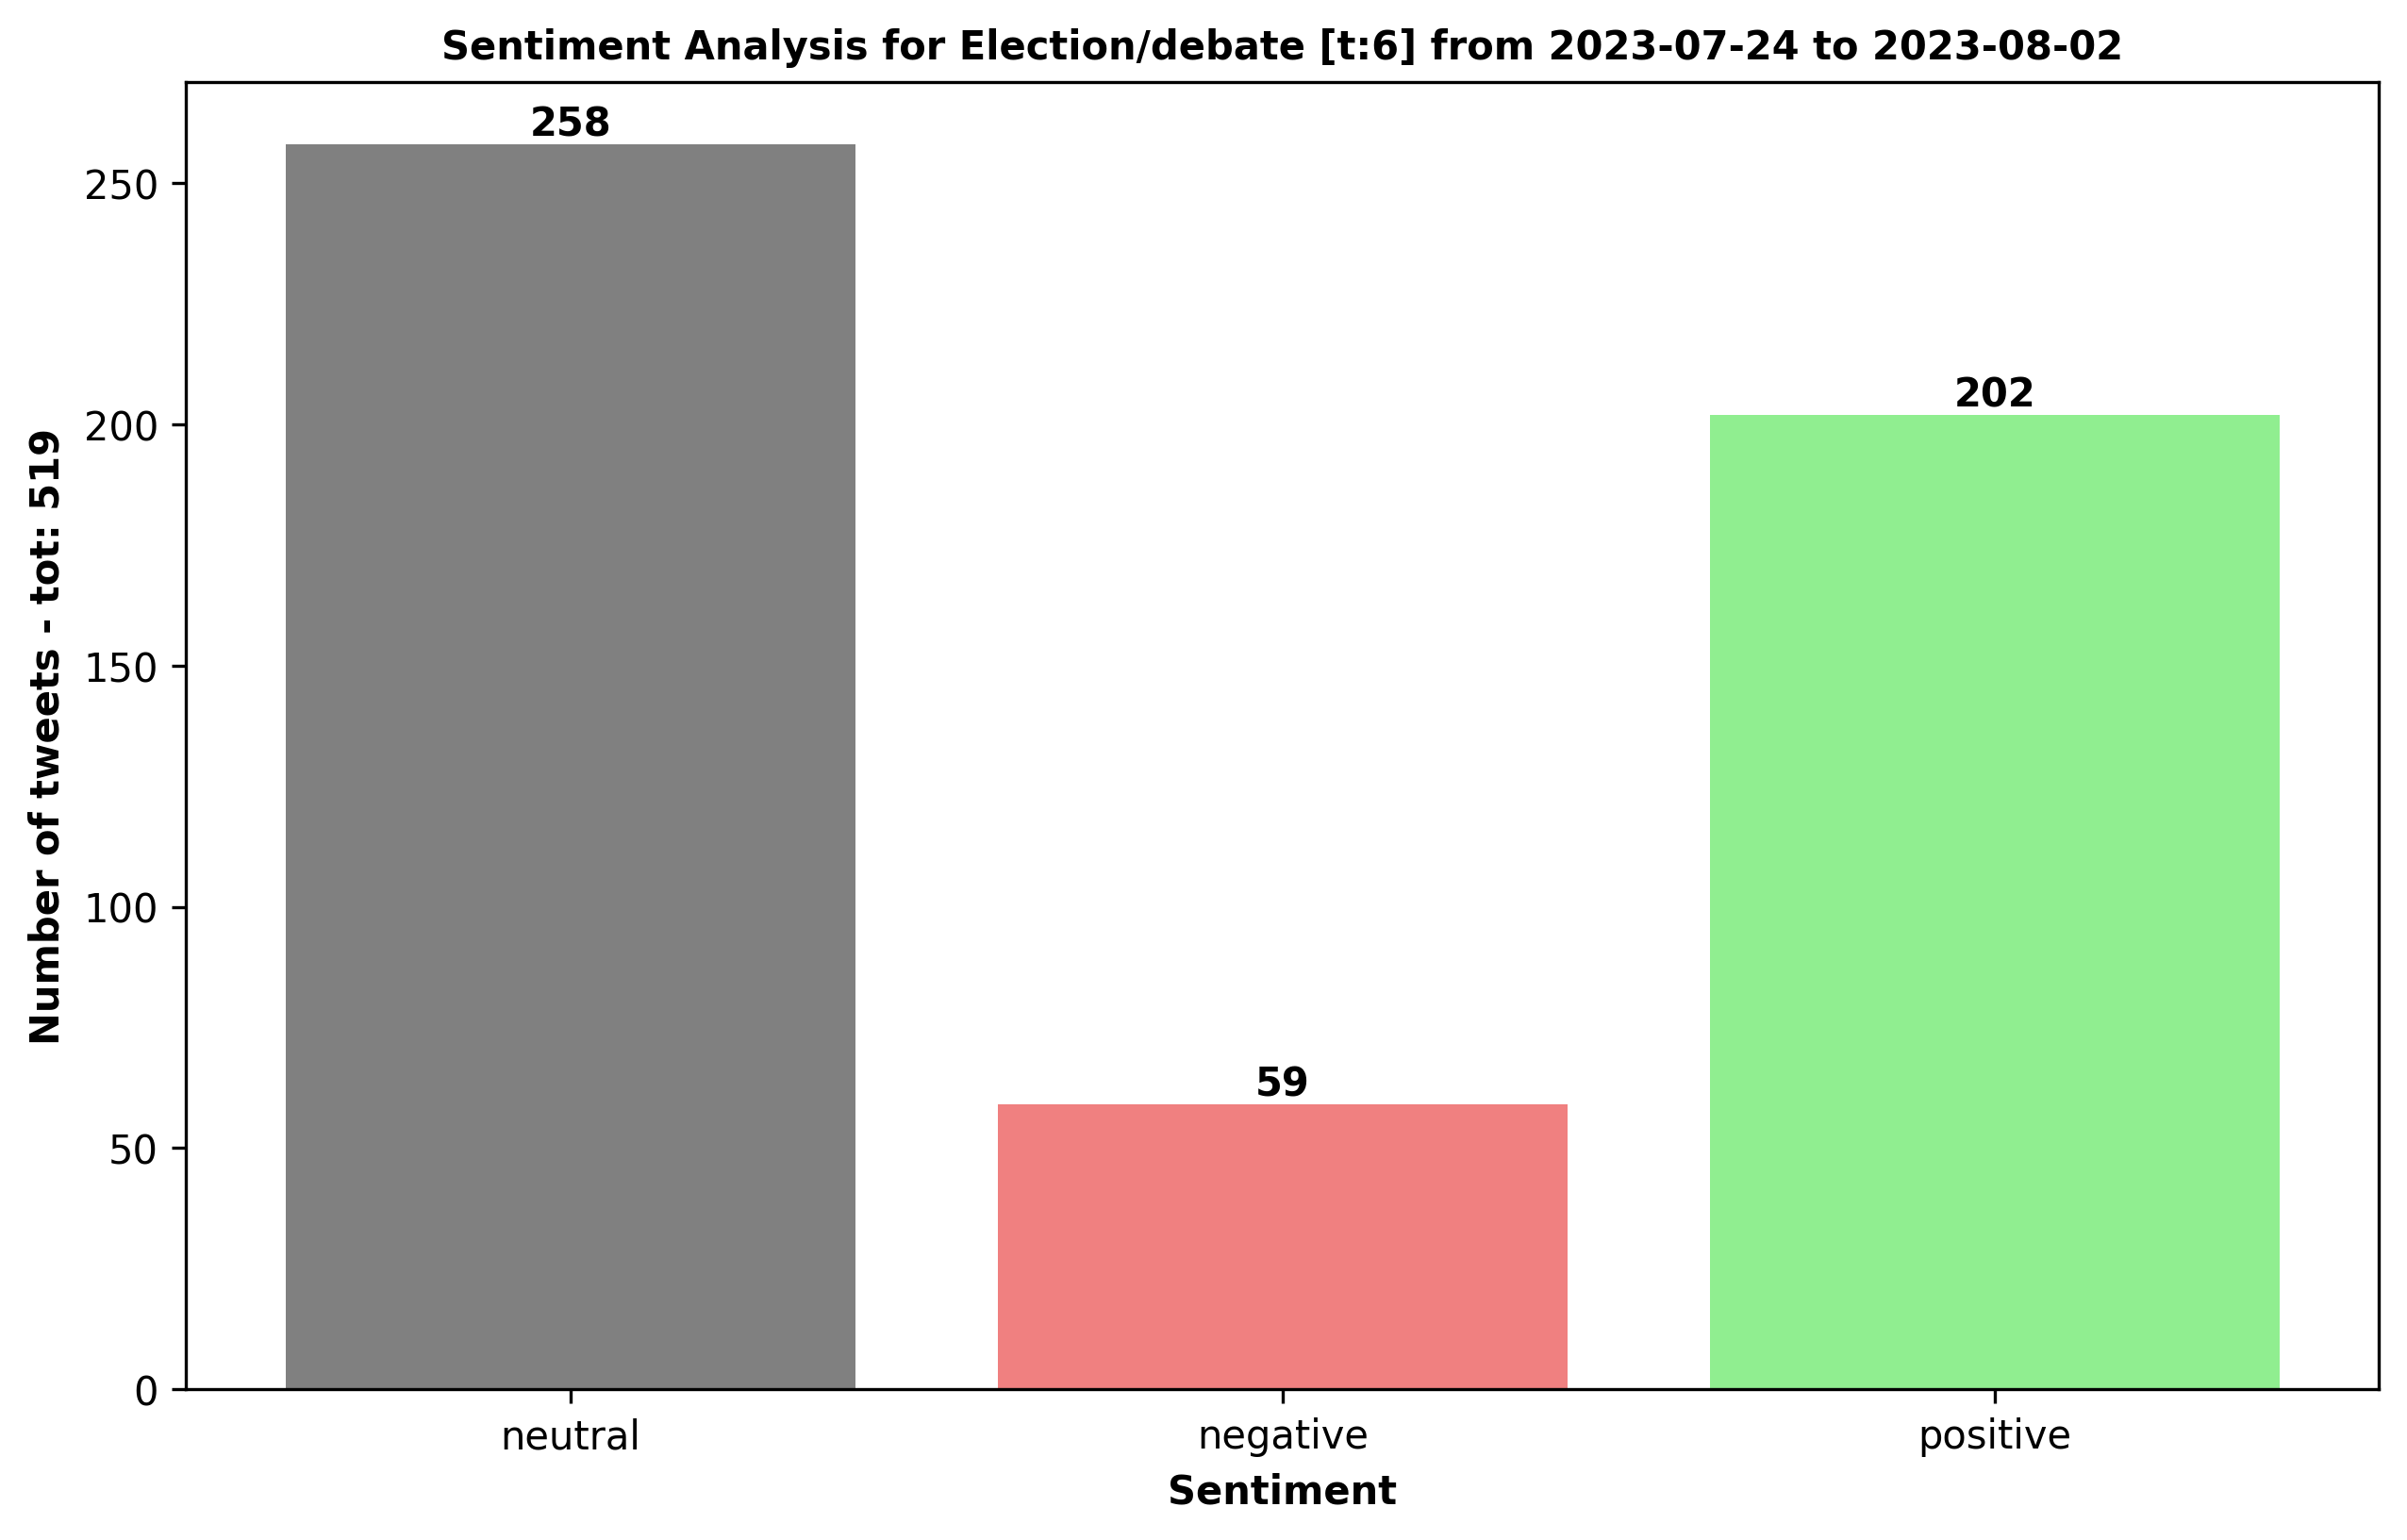 Sentiment Analysis for Election/debate [t:6] from 2023-07-24 to 2023-08-02
Number of tweets - tot: 519
250
200
150
100
50
0
258
59
202
neutral
negative
positive
Sentiment